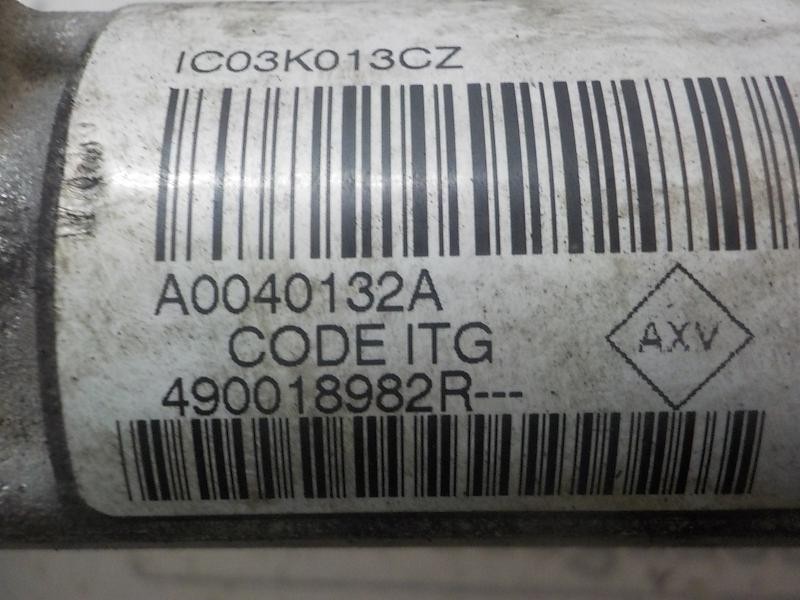 IC03K013CZ
A0040132A
CODE ITG
AXV
490018982R---